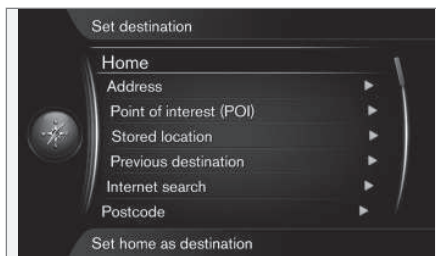 Set destination
Home
Address
Point of interest (POI)
Stored location
Previous destination
Internet search
Postcode
Set home as destination